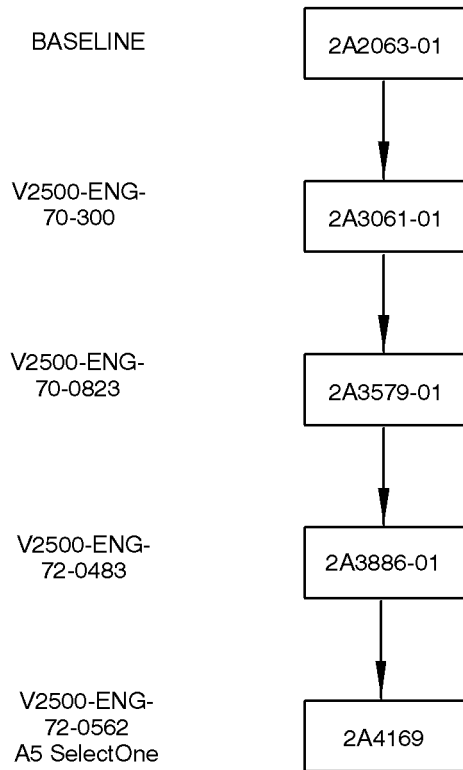 BASELINE
2A2063-01
V2500-ENG-
70-300
2A3061-01
V2500-ENG-
70-0823
2A3579-01
V2500-ENG-
72-0483
2A3886-01
V2500-ENG-
72-0562
A5 SelectOne
2A4169